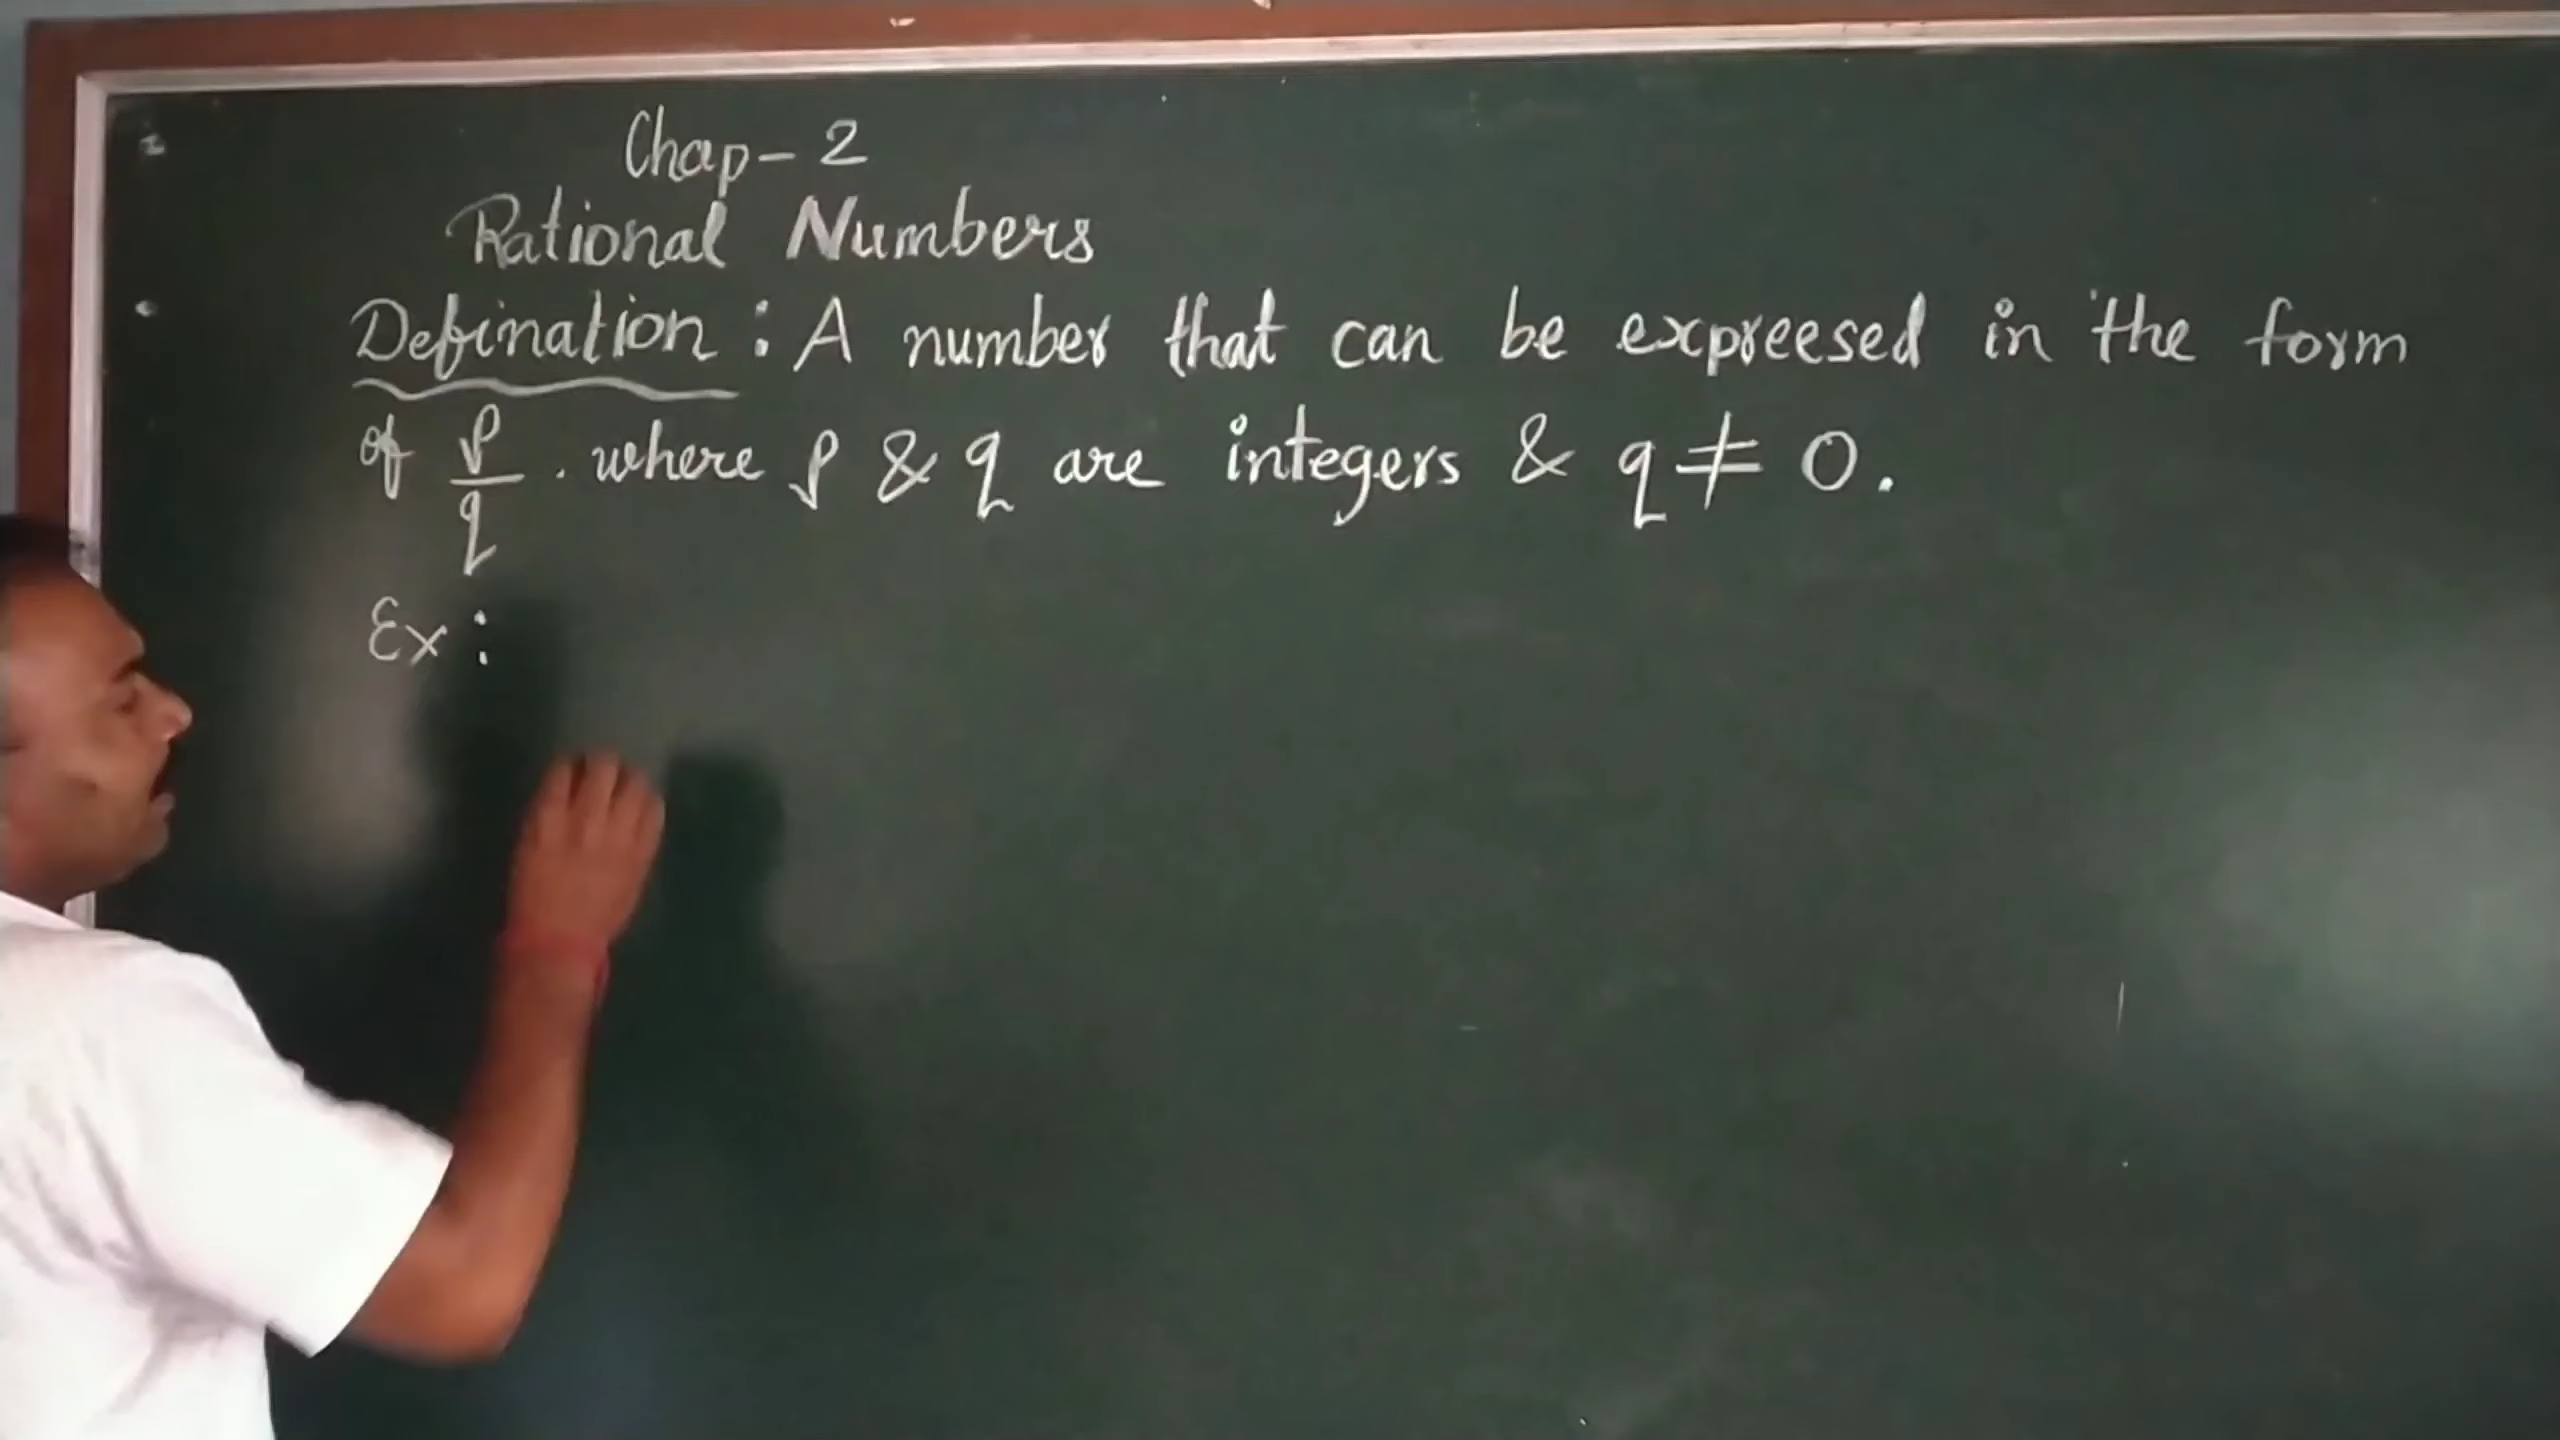 Chap- 2
Rational Numbers
Defination : A number that can be expreesed in the form
of p/q . where p & q are integers & q ≠ 0.
Ex :